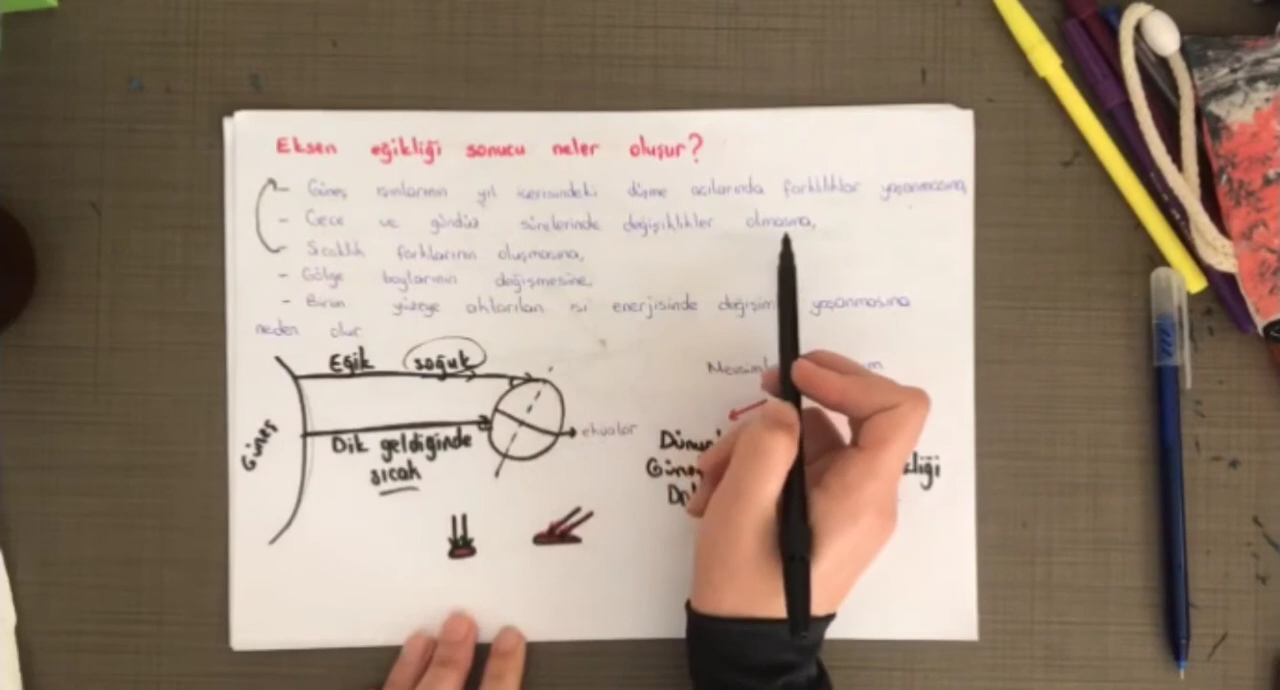 Eksen eğikliği sonucu neler oluşur?
- Güneş ışınlarının yıl içerisindeki düşme açılarında farklılıklar yaşanmasına,
- Gece ve gündüz sürelerinde değişiklikler olmasına,
- Sıcaklık farklarının oluşmasına,
- Gölge boylarının değişmesine,
- Birim yüzeye aktarılan ısı enerjisinde değişim yaşanmasına
neden olur
Eğik soğuk
Güneş
Dik geldiğinde
sıcak
ekvator